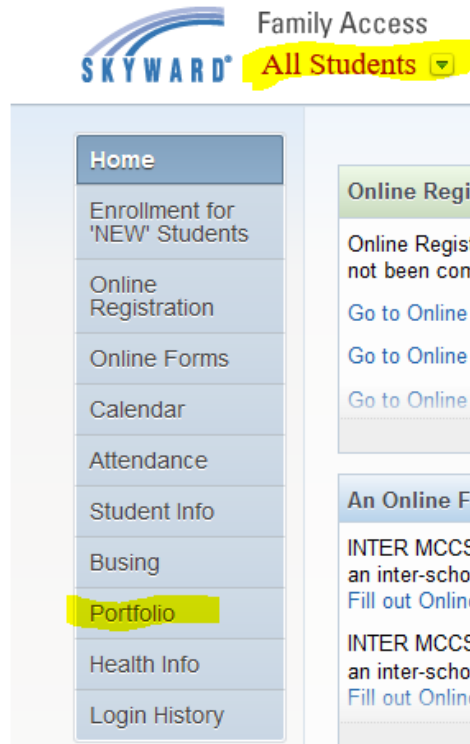 Family Access
SKYWARD®
All Students
Home
Enrollment for
'NEW' Students
Online
Registration
Online Forms
Calendar
Attendance
Student Info
Busing
Portfolio
Health Info
Login History
Online Regi
Online Regist
not been com
Go to Online
Go to Online
Go to Online
An Online F
INTER MCCS
an inter-scho
Fill out Online
INTER MCCS
an inter-scho
Fill out Online